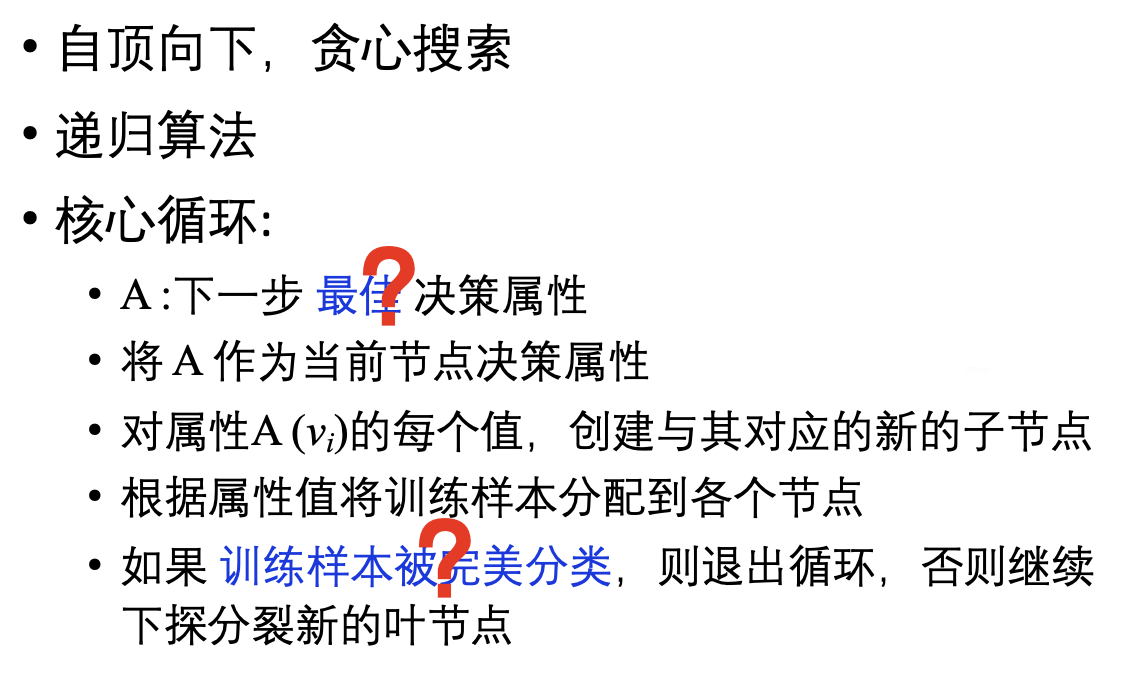 • 自顶向下，贪心搜索
• 递归算法
• 核心循环:
• A :下一步 最佳 决策属性
?
• 将 A 作为当前节点决策属性
• 对属性A (vi)的每个值，创建与其对应的新的子节点
• 根据属性值将训练样本分配到各个节点
• 如果 训练样本被完美分类，则退出循环，否则继续
?
下探分裂新的叶节点